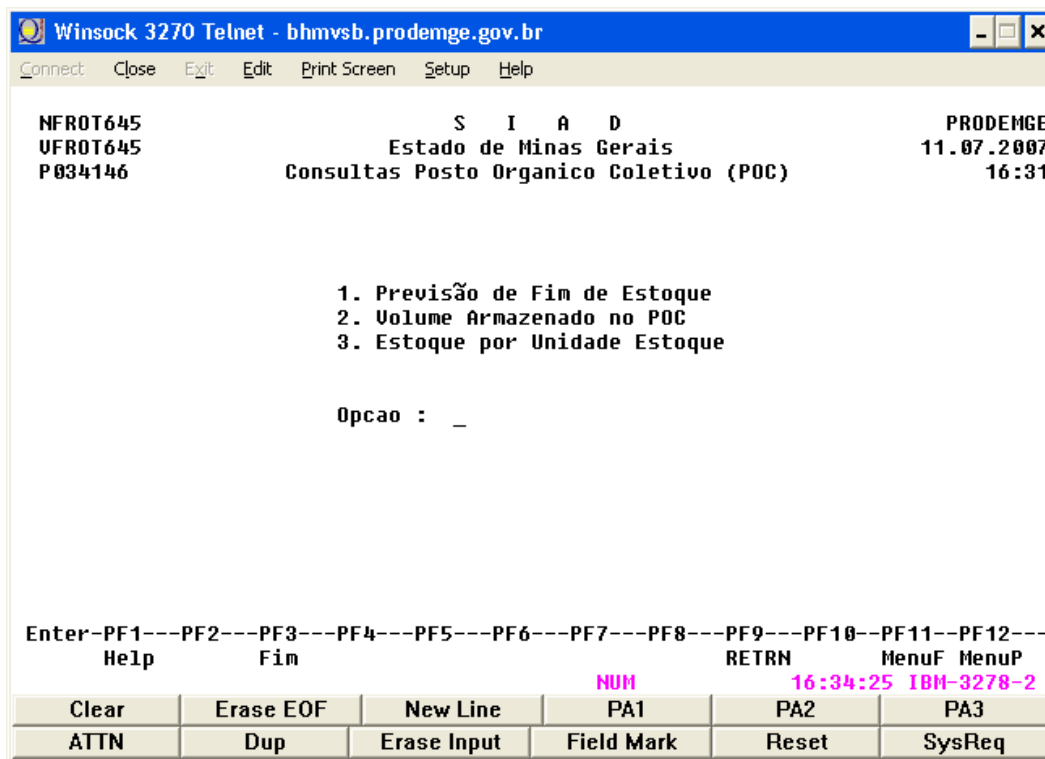 Winsock 3270 Telnet - bhmvsb.prodemge.gov.br
Connect Close Exit Edit Print Screen Setup Help
NFROT645 S I A D PRODEMGE
VFROT645 Estado de Minas Gerais 11.07.2007
P034146 Consultas Posto Organico Coletivo (POC) 16:31
1. Previsão de Fim de Estoque
2. Volume Armazenado no POC
3. Estoque por Unidade Estoque
Opcao : _
Enter-PF1---PF2---PF3---PF4---PF5---PF6---PF7---PF8---PF9---PF10--PF11--PF12---
Help Fim RETRN MenuF MenuP
NUM 16:34:25 IBM-3278-2
Clear Erase EOF New Line PA1 PA2 PA3
ATTN Dup Erase Input Field Mark Reset SysReq